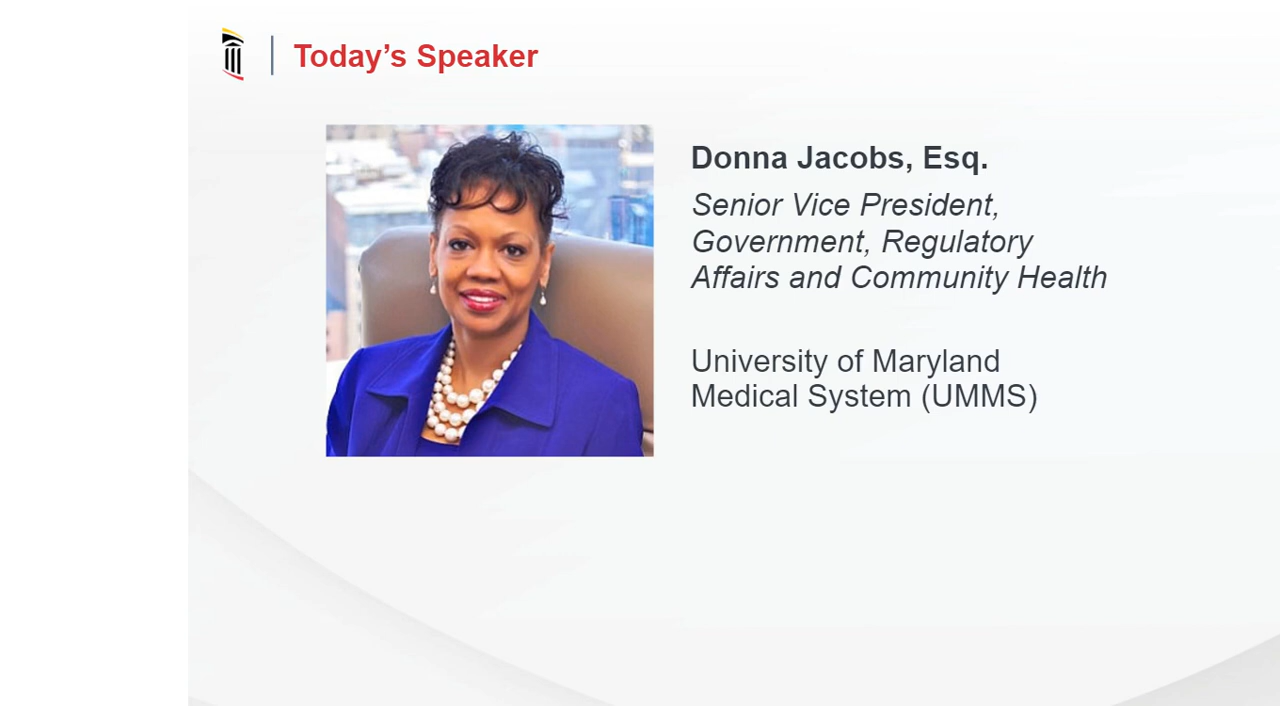 Today’s Speaker
Donna Jacobs, Esq.
Senior Vice President,
Government, Regulatory
Affairs and Community Health
University of Maryland
Medical System (UMMS)